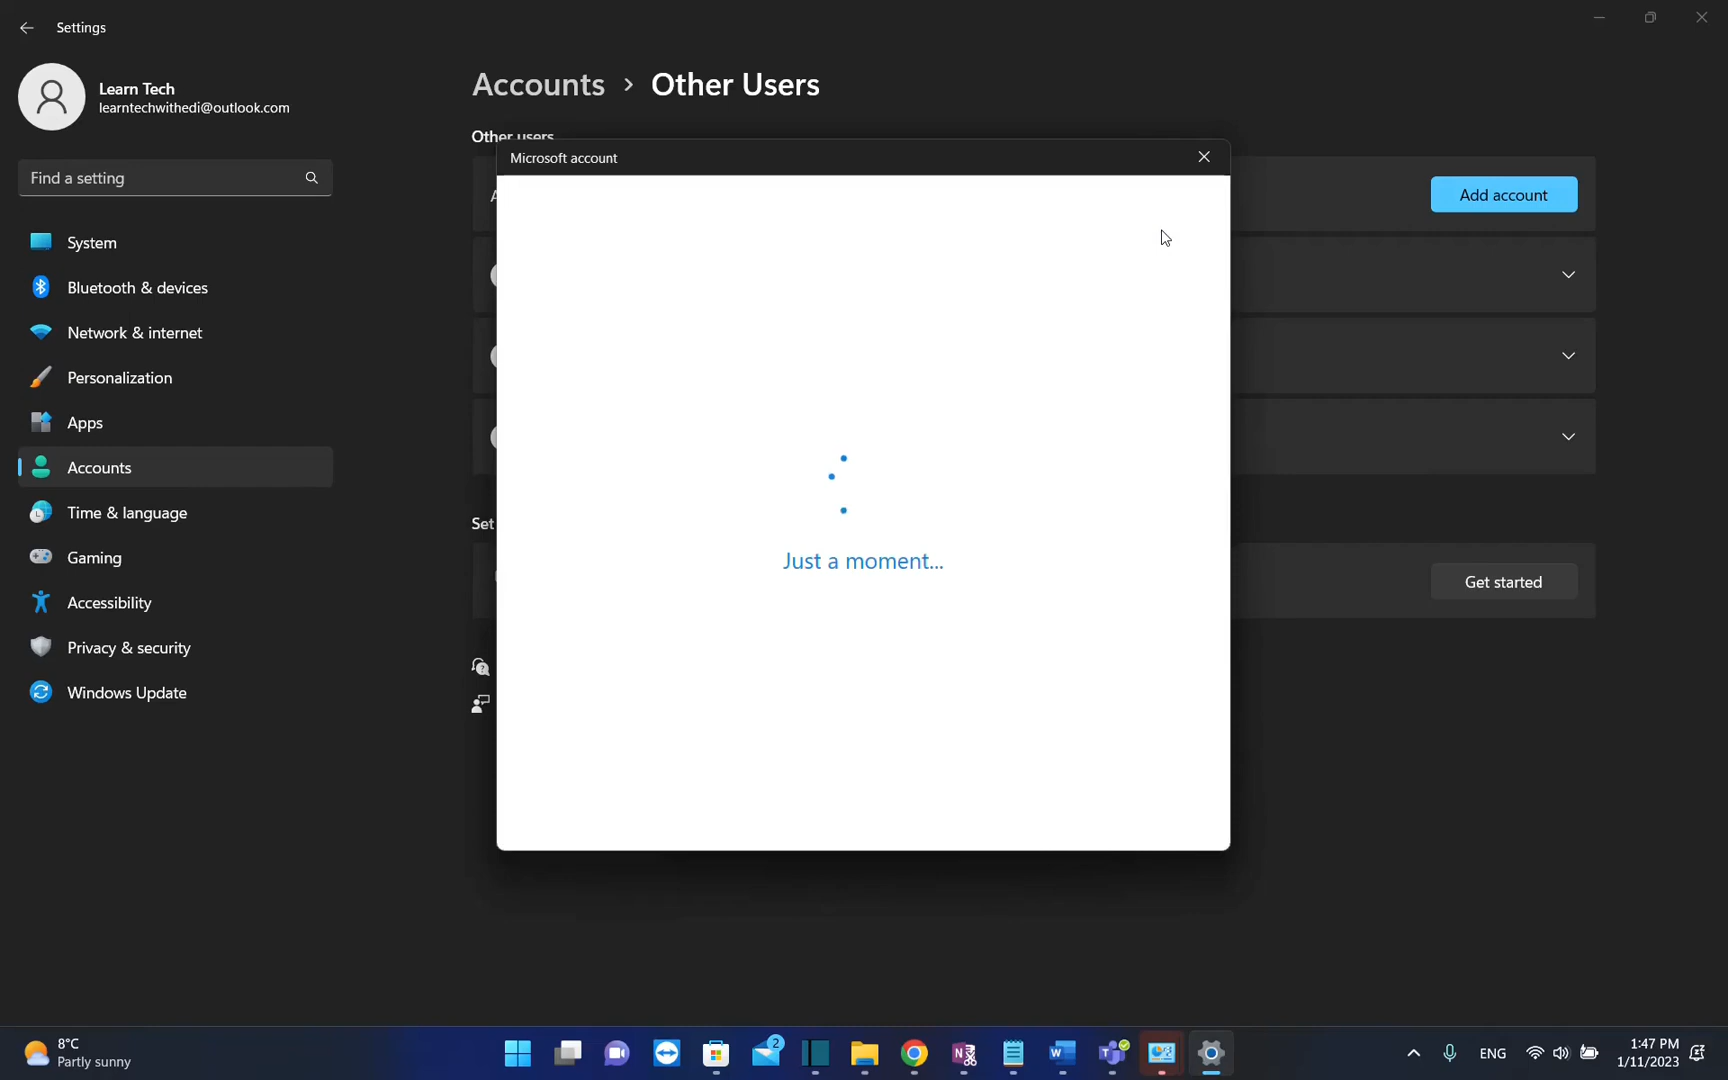 Settings
Learn Tech
learntechwithedi@outlook.com
Find a setting
System
Bluetooth & devices
Network & internet
Personalization
Apps
Accounts
Time & language
Gaming
Accessibility
Privacy & security
Windows Update
Accounts > Other Users
Other users
Microsoft account
Add account
Just a moment...
Set
Get started
8°C
Partly sunny
2
ENG
1:47 PM
1/11/2023